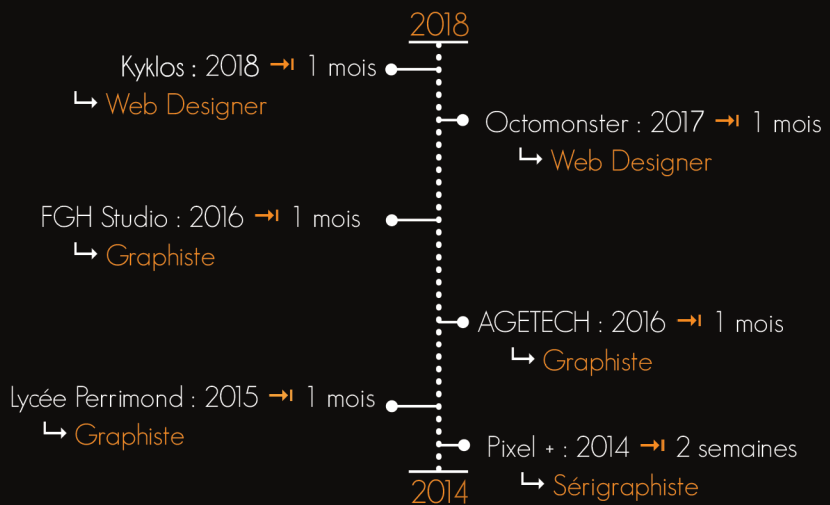 2018
Kyklos : 2018 → 1 mois
Web Designer
Octomonster : 2017 → 1 mois
Web Designer
FGH Studio : 2016 → 1 mois
Graphiste
AGETECH : 2016 → 1 mois
Graphiste
Lycée Perrimond : 2015 → 1 mois
Graphiste
Pixel + : 2014 → 2 semaines
Sérigraphiste
2014